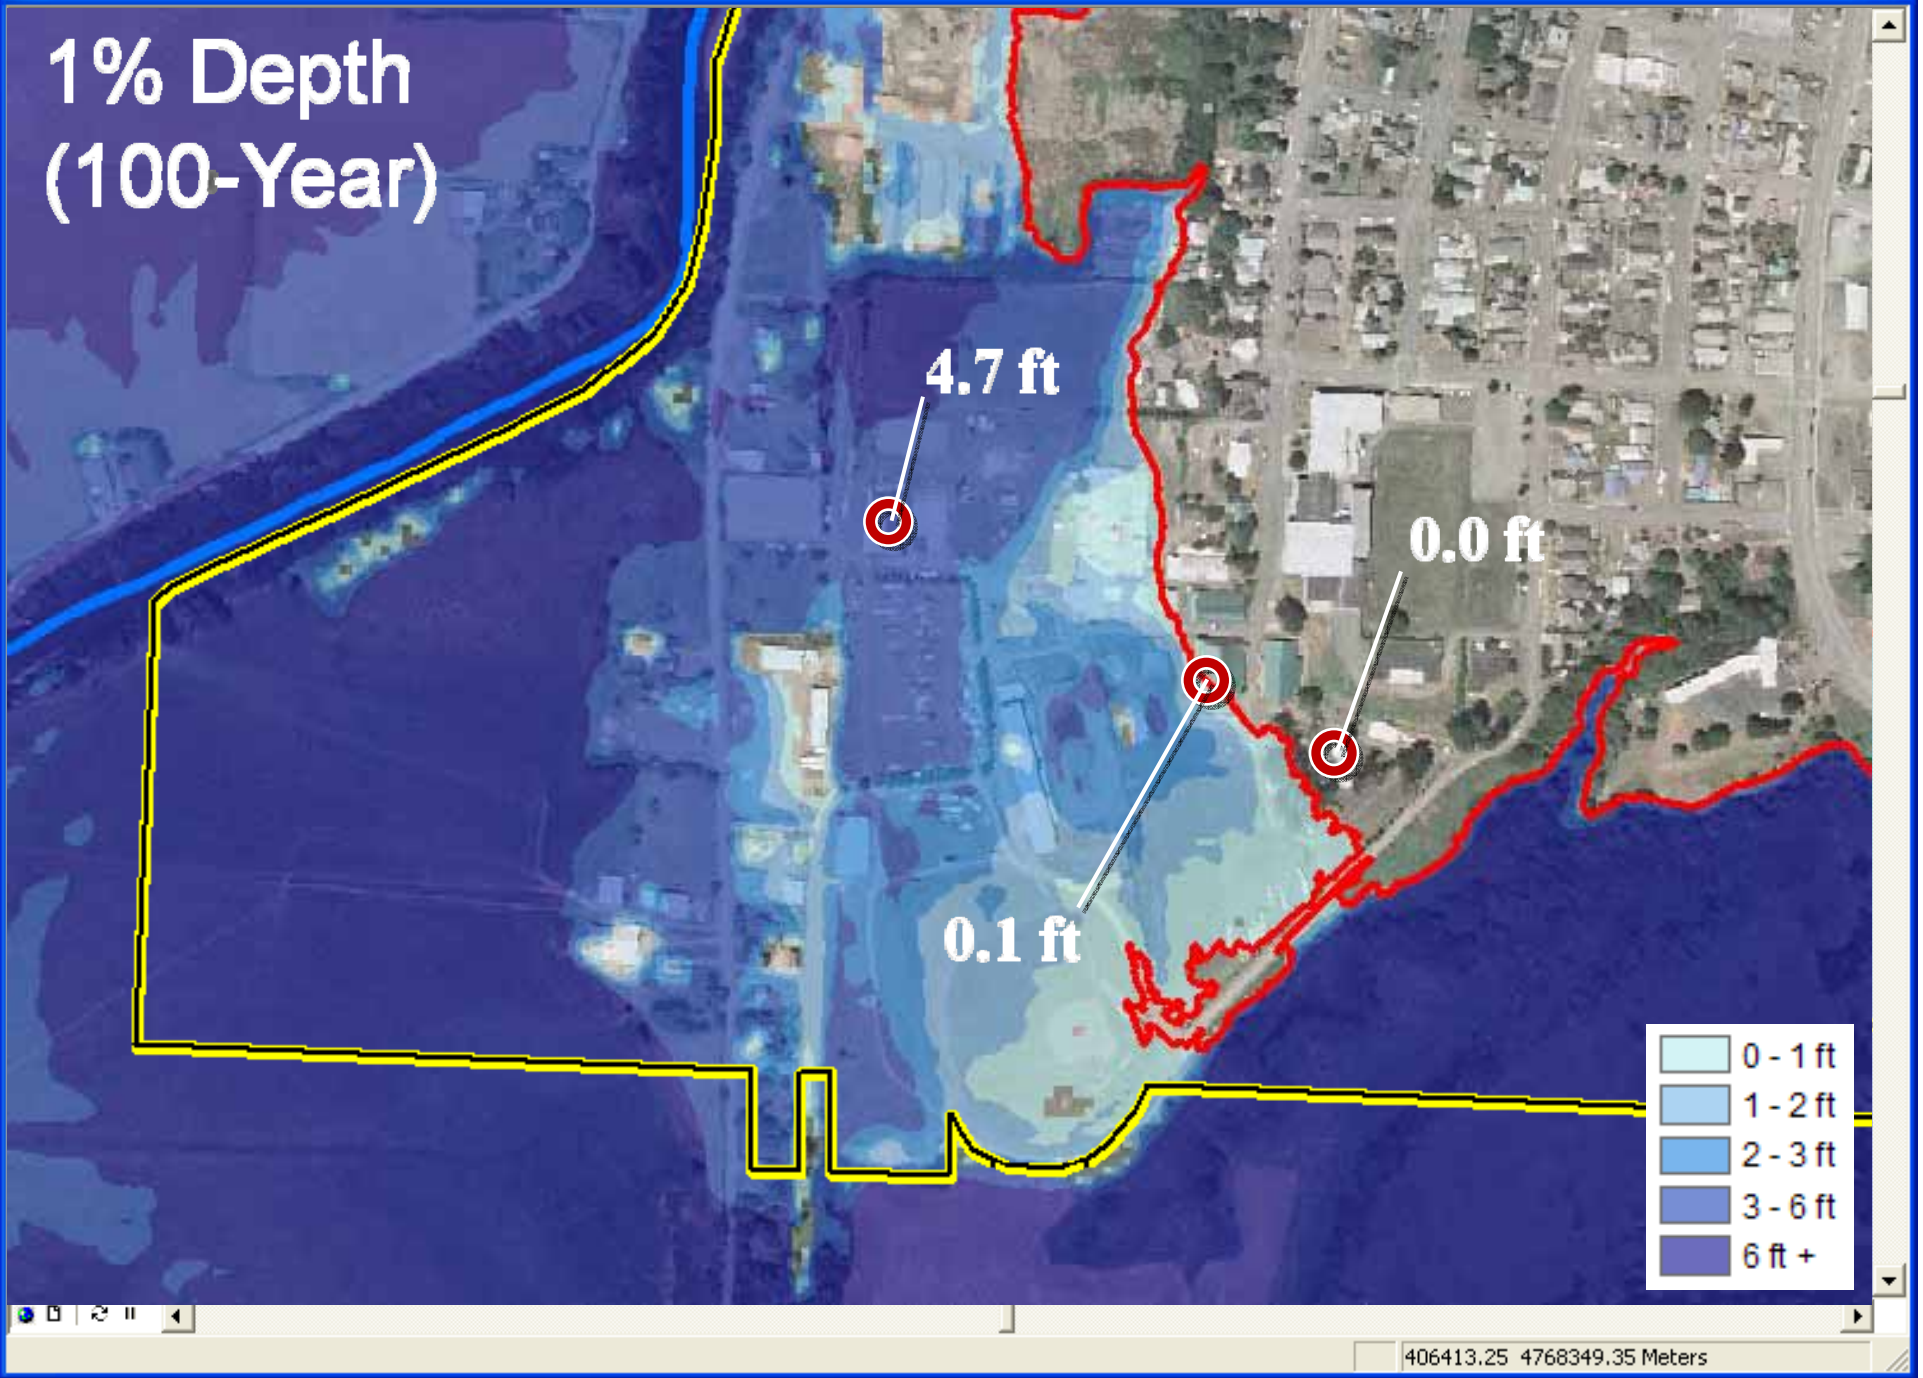 1% Depth
(100-Year)
4.7 ft
0.0 ft
0.1 ft
0 - 1 ft
1 - 2 ft
2 - 3 ft
3 - 6 ft
6 ft +
406413.25 4768349.35 Meters